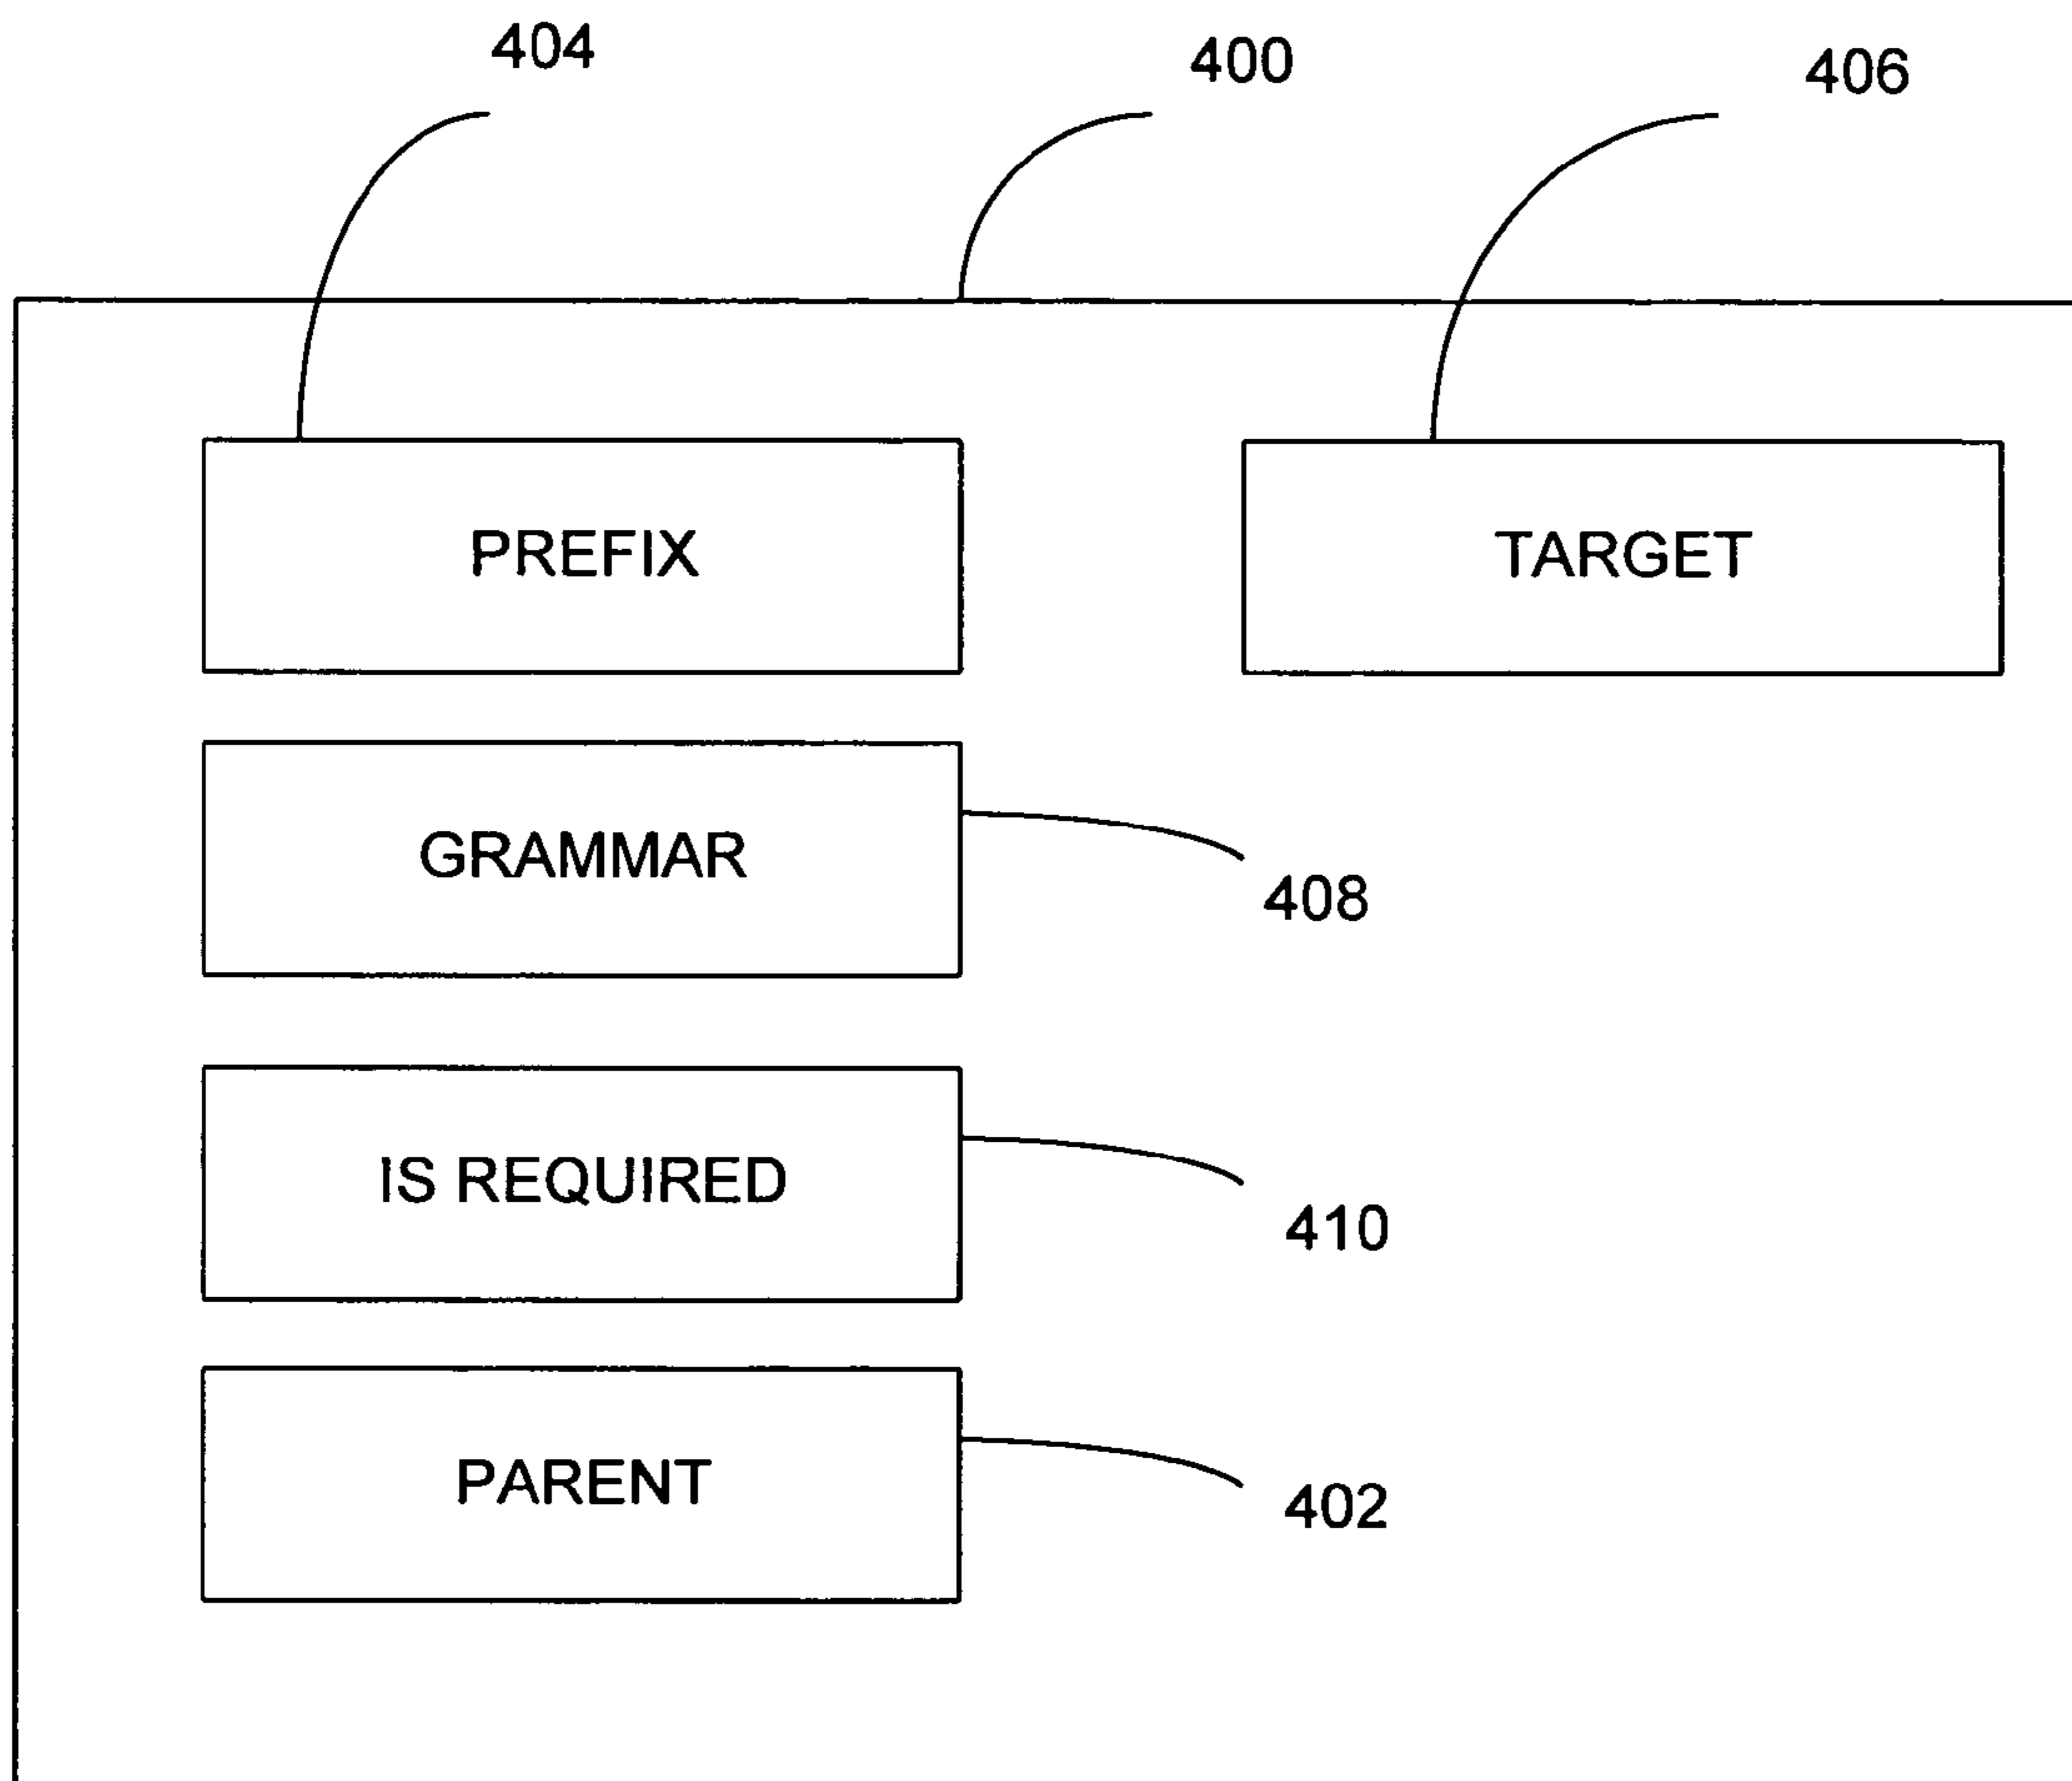 404
400
406
PREFIX
TARGET
GRAMMAR
408
IS REQUIRED
410
PARENT
402